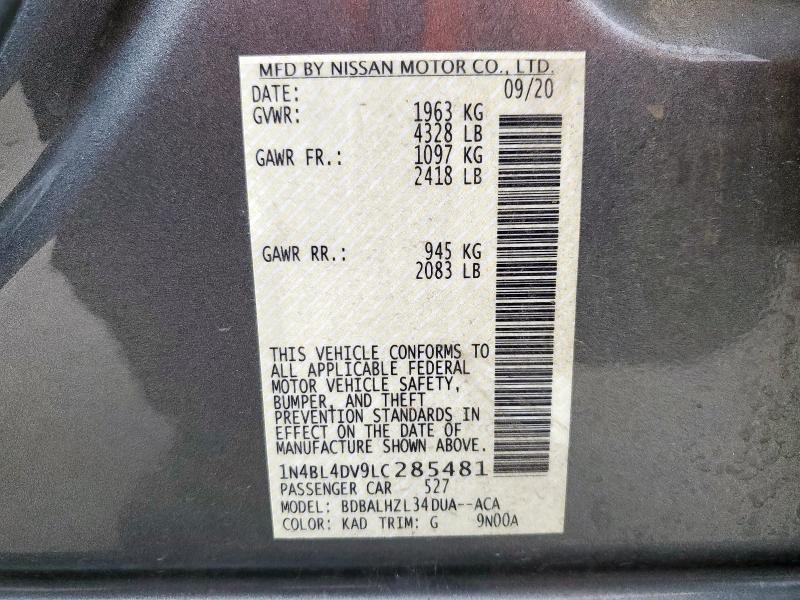 MFD BY NISSAN MOTOR CO., LTD.
DATE: 09/20
GVWR: 1963 KG
4328 LB
GAWR FR.: 1097 KG
2418 LB
GAWR RR.: 945 KG
2083 LB
THIS VEHICLE CONFORMS TO
ALL APPLICABLE FEDERAL
MOTOR VEHICLE SAFETY,
BUMPER, AND THEFT
PREVENTION STANDARDS IN
EFFECT ON THE DATE OF
MANUFACTURE SHOWN ABOVE.
1N4BL4DV9LC285481
PASSENGER CAR 527
MODEL: BDBALHZL34DUA--ACA
COLOR: KAD TRIM: G 9N00A